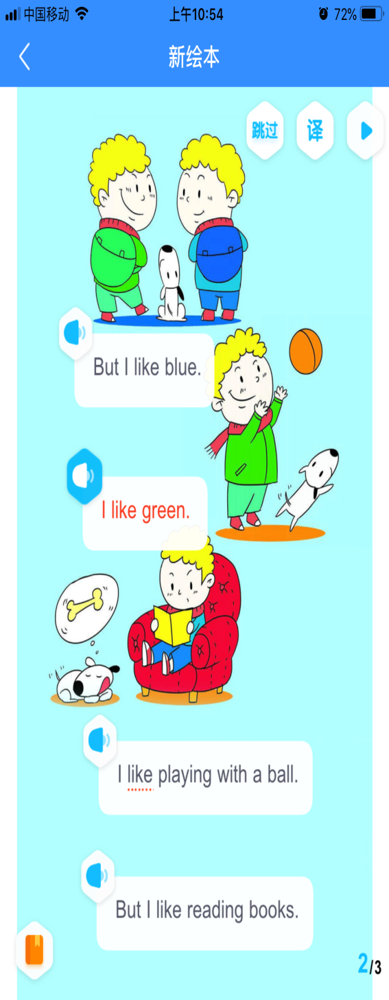 中国移动
上午10:54
72%
新绘本
跳过
译
But I like blue.
I like green.
I like playing with a ball.
But I like reading books.
2/3